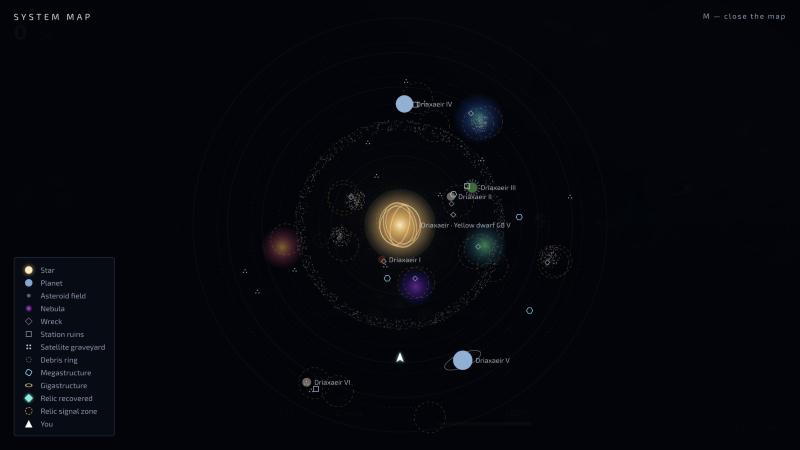 SYSTEM MAP
M — close the map
Driaxaeir IV
Driaxaeir III
Driaxaeir II
Driaxaeir · Yellow dwarf G8 V
Driaxaeir I
Driaxaeir V
Driaxaeir VI
Star
Planet
Asteroid field
Nebula
Wreck
Station ruins
Satellite graveyard
Debris ring
Megastructure
Gigastructure
Relic recovered
Relic signal zone
You